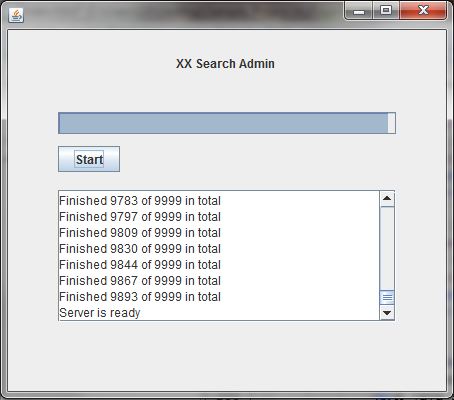 XX Search Admin
Start
Finished 9783 of 9999 in total
Finished 9797 of 9999 in total
Finished 9809 of 9999 in total
Finished 9830 of 9999 in total
Finished 9844 of 9999 in total
Finished 9867 of 9999 in total
Finished 9893 of 9999 in total
Server is ready